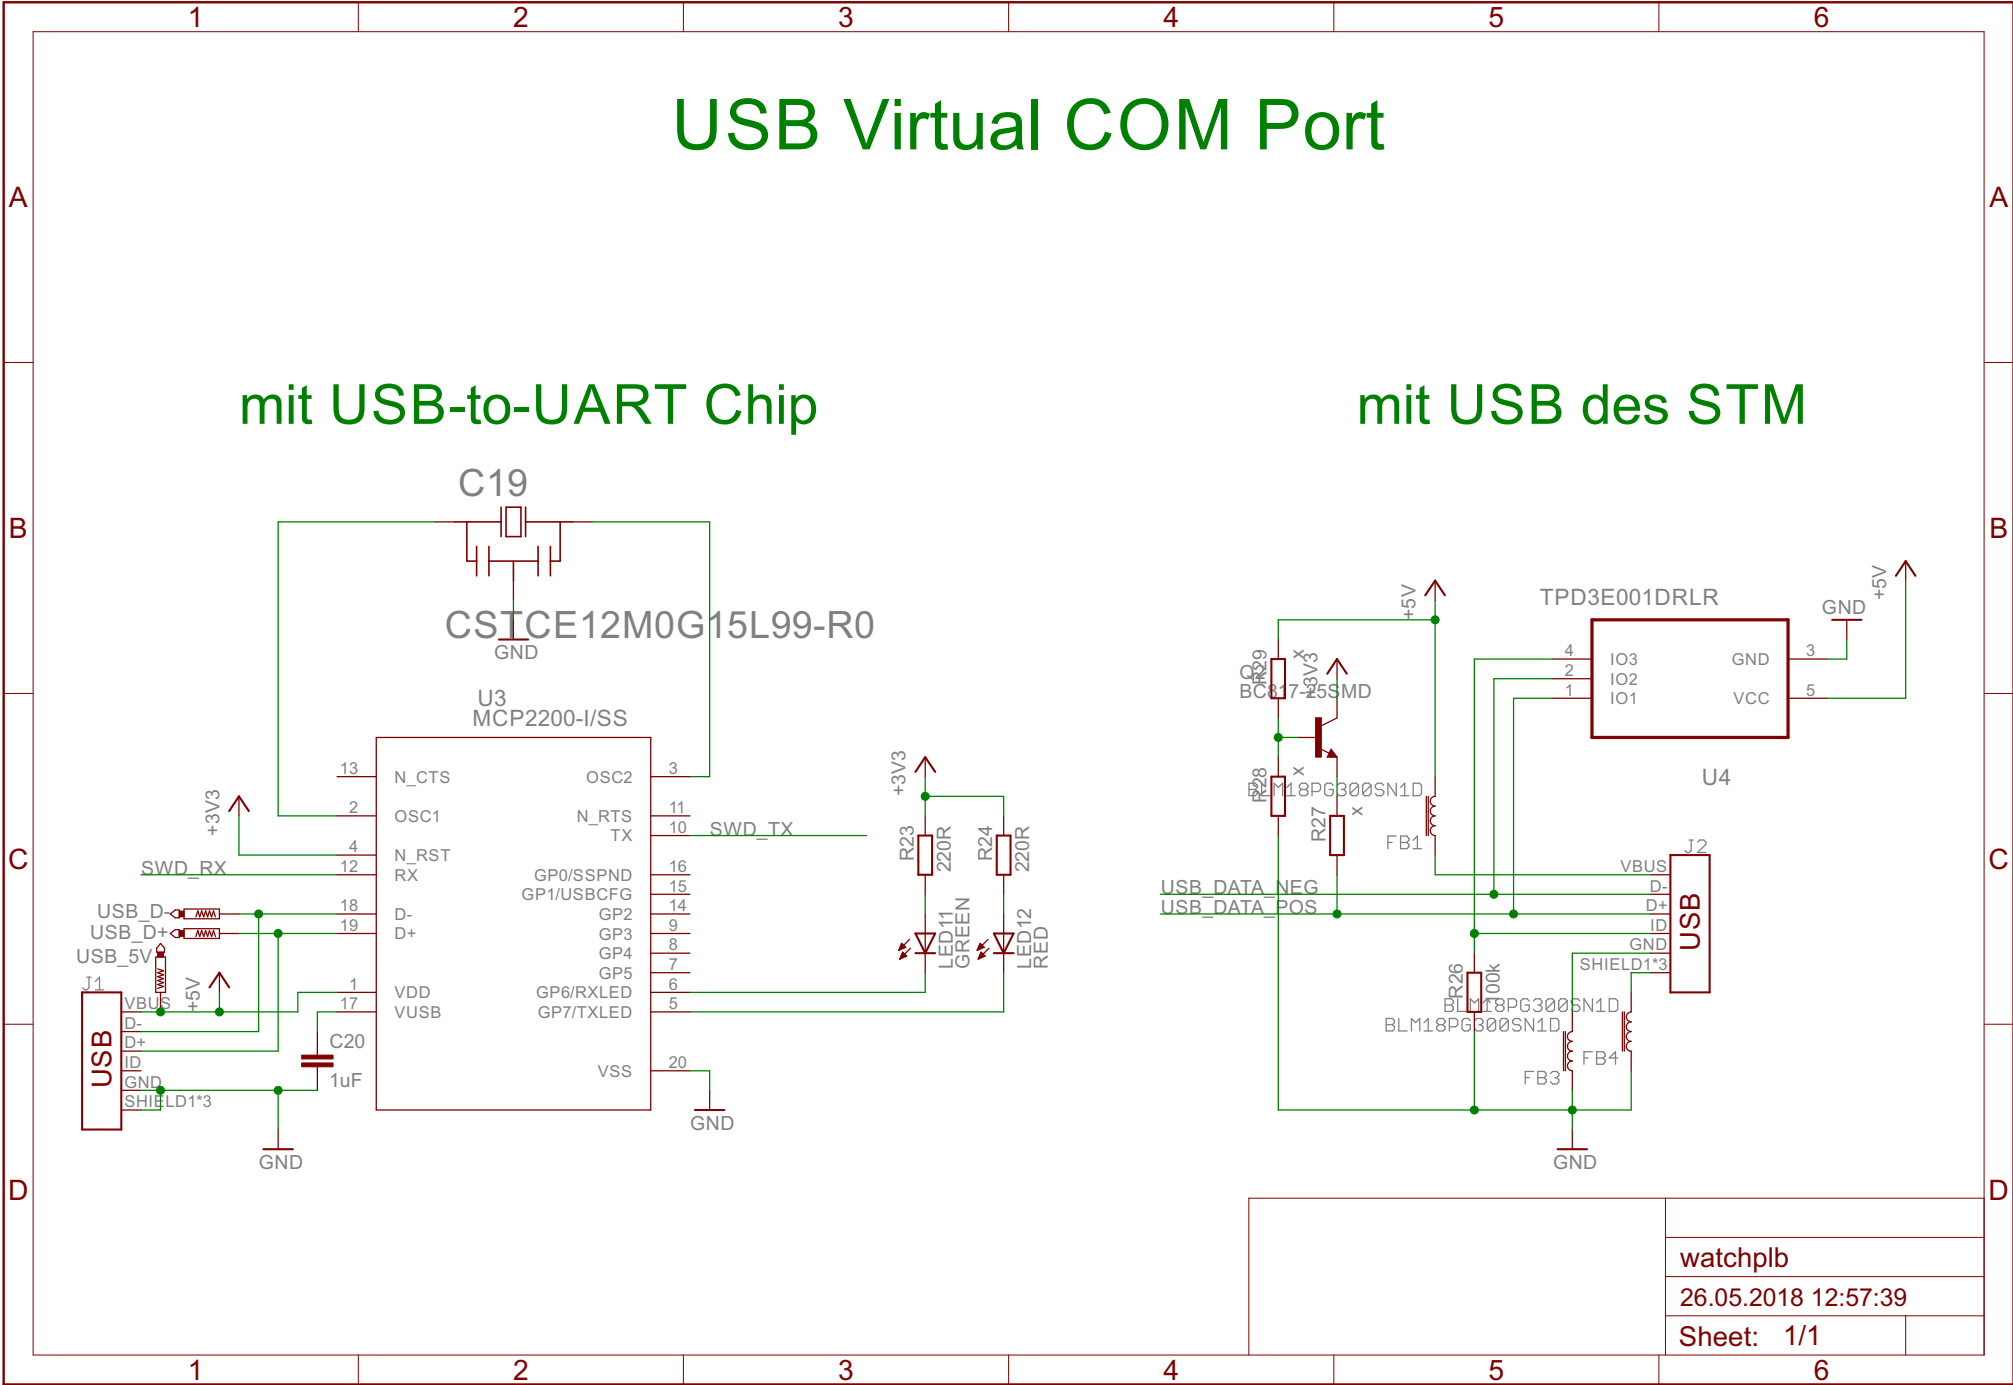 1 2 3 4 5 6
USB Virtual COM Port
A A
mit USB-to-UART Chip
mit USB des STM
B B
C19
CSTCE12M0G15L99-R0
GND
U3
MCP2200-I/SS
13 N_CTS
2 OSC1
4 N_RST
12 RX
18 D-
19 D+
1 VDD
17 VUSB
OSC2 3
N_RTS 11
TX 10
GP0/SSPND 16
GP1/USBCFG 15
GP2 14
GP3 9
GP4 8
GP5 7
GP6/RXLED 6
GP7/TXLED 5
VSS 20
GND
+3V3
SWD_RX
SWD_TX
USB_D-
USB_D+
USB_5V
+5V
J1
USB
VBUS
D-
D+
ID
GND
SHIELD1*3
C20
1uF
GND
+3V3
R23
220R
R24
220R
LED11
GREEN
LED12
RED
C C
+5V
TPD3E001DRLR
GND
+5V
4 IO3
2 IO2
1 IO1
GND 3
VCC 5
U4
R29
x
+3V3
BC817-25SMD
R28
x
BLM18PG300SN1D
R27
x
FB1
USB_DATA_NEG
USB_DATA_POS
J2
USB
VBUS
D-
D+
ID
GND
SHIELD1*3
R26
100k
BLM18PG300SN1D
BLM18PG300SN1D
FB4
FB3
GND
D D
watchplb
26.05.2018 12:57:39
Sheet: 1/1
1 2 3 4 5 6